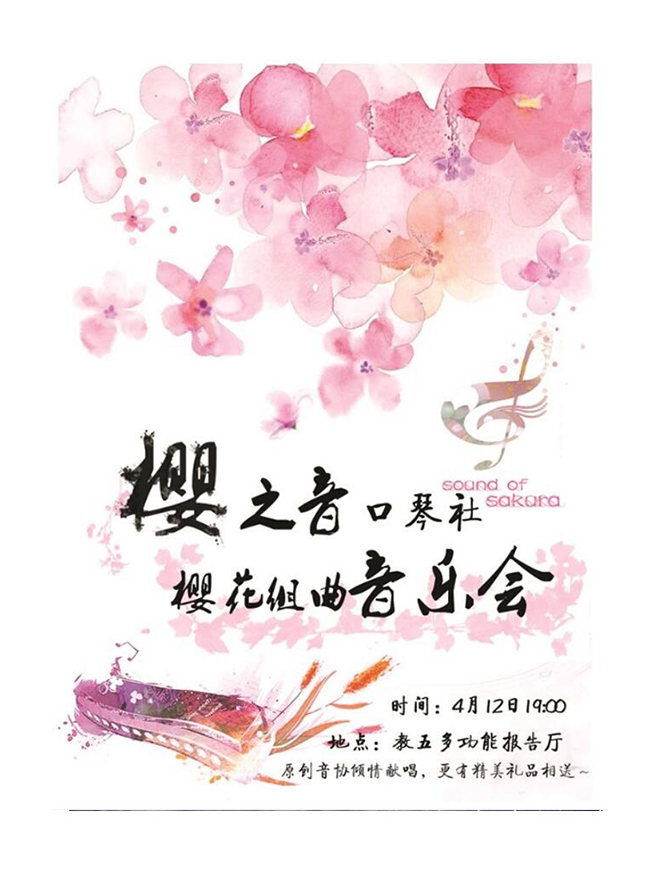 sound of
sakura
樱之音口琴社
樱花组曲音乐会
时间：4月12日19:00
地点：教五多功能报告厅
原创音协倾情献唱，更有精美礼品相送~